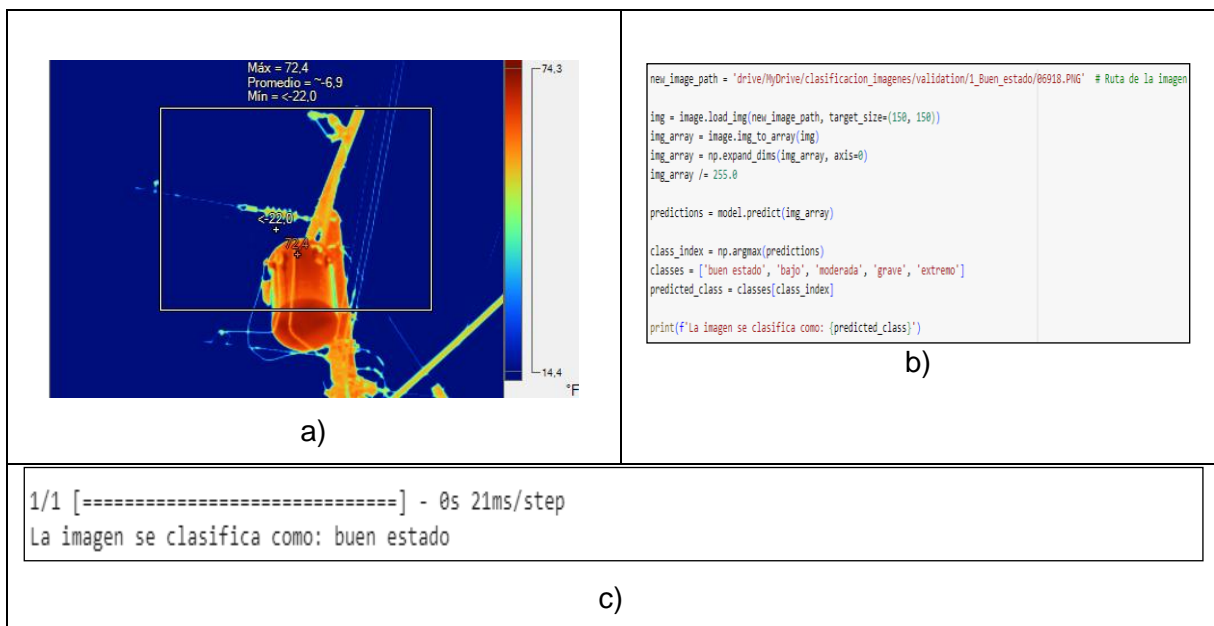 Máx = 72,4
Promedio = ~-6,9
Mín = <-22,0
74,3
<-22,0
72,4
14,4
°F
a)
new_image_path = 'drive/MyDrive/clasificacion_imagenes/validation/1_Buen_estado/06918.PNG' # Ruta de la imagen
img = image.load_img(new_image_path, target_size=(150, 150))
img_array = image.img_to_array(img)
img_array = np.expand_dims(img_array, axis=0)
img_array /= 255.0
predictions = model.predict(img_array)
class_index = np.argmax(predictions)
classes = ['buen estado', 'bajo', 'moderada', 'grave', 'extremo']
predicted_class = classes[class_index]
print(f'La imagen se clasifica como: {predicted_class}')
b)
1/1 [==============================] - 0s 21ms/step
La imagen se clasifica como: buen estado
c)